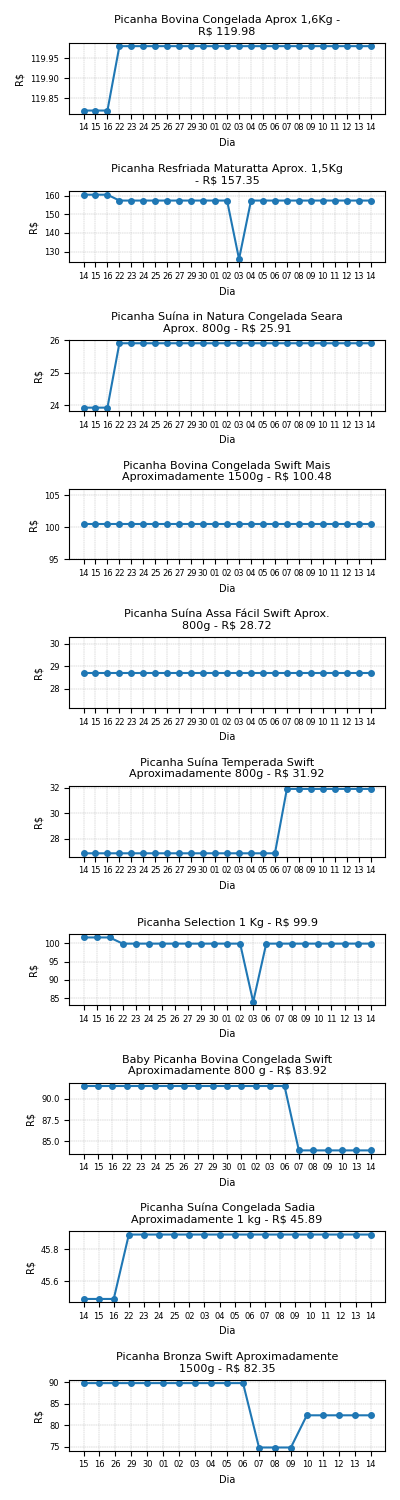 Picanha Bovina Congelada Aprox 1,6Kg -
R$ 119.98
119.95
119.90
119.85
R$
14 15 16 22 23 24 25 26 27 29 30 01 02 03 04 05 06 07 08 09 10 11 12 13 14
Dia
Picanha Resfriada Maturatta Aprox. 1,5Kg
- R$ 157.35
160
150
140
130
R$
14 15 16 22 23 24 25 26 27 29 30 01 02 03 04 05 06 07 08 09 10 11 12 13 14
Dia
Picanha Suína in Natura Congelada Seara
Aprox. 800g - R$ 25.91
26
25
24
R$
14 15 16 22 23 24 25 26 27 29 30 01 02 03 04 05 06 07 08 09 10 11 12 13 14
Dia
Picanha Bovina Congelada Swift Mais
Aproximadamente 1500g - R$ 100.48
105
100
95
R$
14 15 16 22 23 24 25 26 27 29 30 01 02 03 04 05 06 07 08 09 10 11 12 13 14
Dia
Picanha Suína Assa Fácil Swift Aprox.
800g - R$ 28.72
30
29
28
R$
14 15 16 22 23 24 25 26 27 29 30 01 02 03 04 05 06 07 08 09 10 11 12 13 14
Dia
Picanha Suína Temperada Swift
Aproximadamente 800g - R$ 31.92
32
30
28
R$
14 15 16 22 23 24 25 26 27 29 30 01 02 03 04 05 06 07 08 09 10 11 12 13 14
Dia
Picanha Selection 1 Kg - R$ 99.9
100
95
90
85
R$
14 15 16 22 23 24 25 26 27 29 30 01 02 03 05 06 07 08 09 10 11 12 13 14
Dia
Baby Picanha Bovina Congelada Swift
Aproximadamente 800 g - R$ 83.92
90.0
87.5
85.0
R$
14 15 16 22 23 24 25 26 27 29 30 01 02 03 06 07 08 09 10 13 14
Dia
Picanha Suína Congelada Sadia
Aproximadamente 1 kg - R$ 45.89
45.8
45.6
R$
14 15 16 22 23 24 25 02 03 04 05 06 07 08 09 10 11 12 13 14
Dia
Picanha Bronza Swift Aproximadamente
1500g - R$ 82.35
90
85
80
75
R$
15 16 26 29 30 01 02 03 04 05 06 07 08 09 10 11 12 13 14
Dia